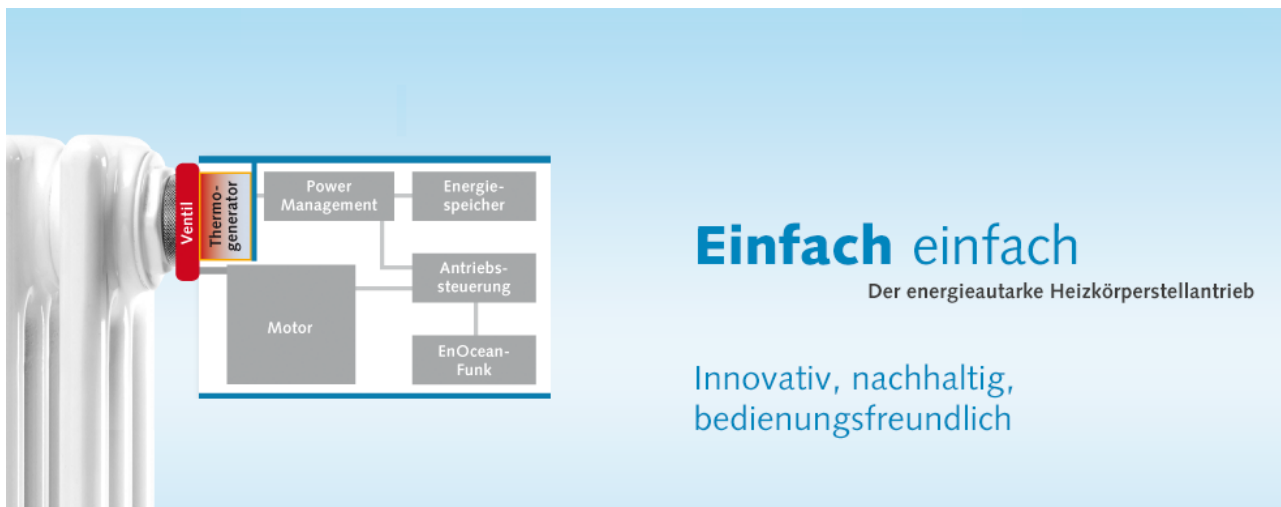 Ventil
Thermo-
generator
Power
Management
Energie-
speicher
Antriebs-
steuerung
Motor
EnOcean-
Funk
Einfach einfach
Der energieautarke Heizkörperstellantrieb
Innovativ, nachhaltig,
bedienungsfreundlich